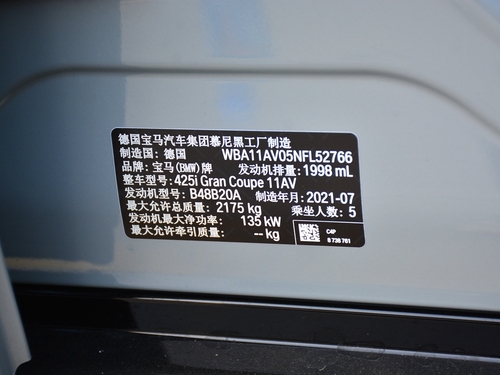 德国宝马汽车集团慕尼黑工厂制造
制造国: 德国 WBA11AV05NFL52766
品牌: 宝马(BMW)牌 发动机排量: 1998 mL
整车型号: 425i Gran Coupe 11AV
发动机型号: B48B20A 制造年月: 2021-07
最大允许总质量: 2175 kg 乘坐人数: 5
发动机最大净功率: 135 kW
最大允许牵引质量: -- kg
C4P
8 738 761